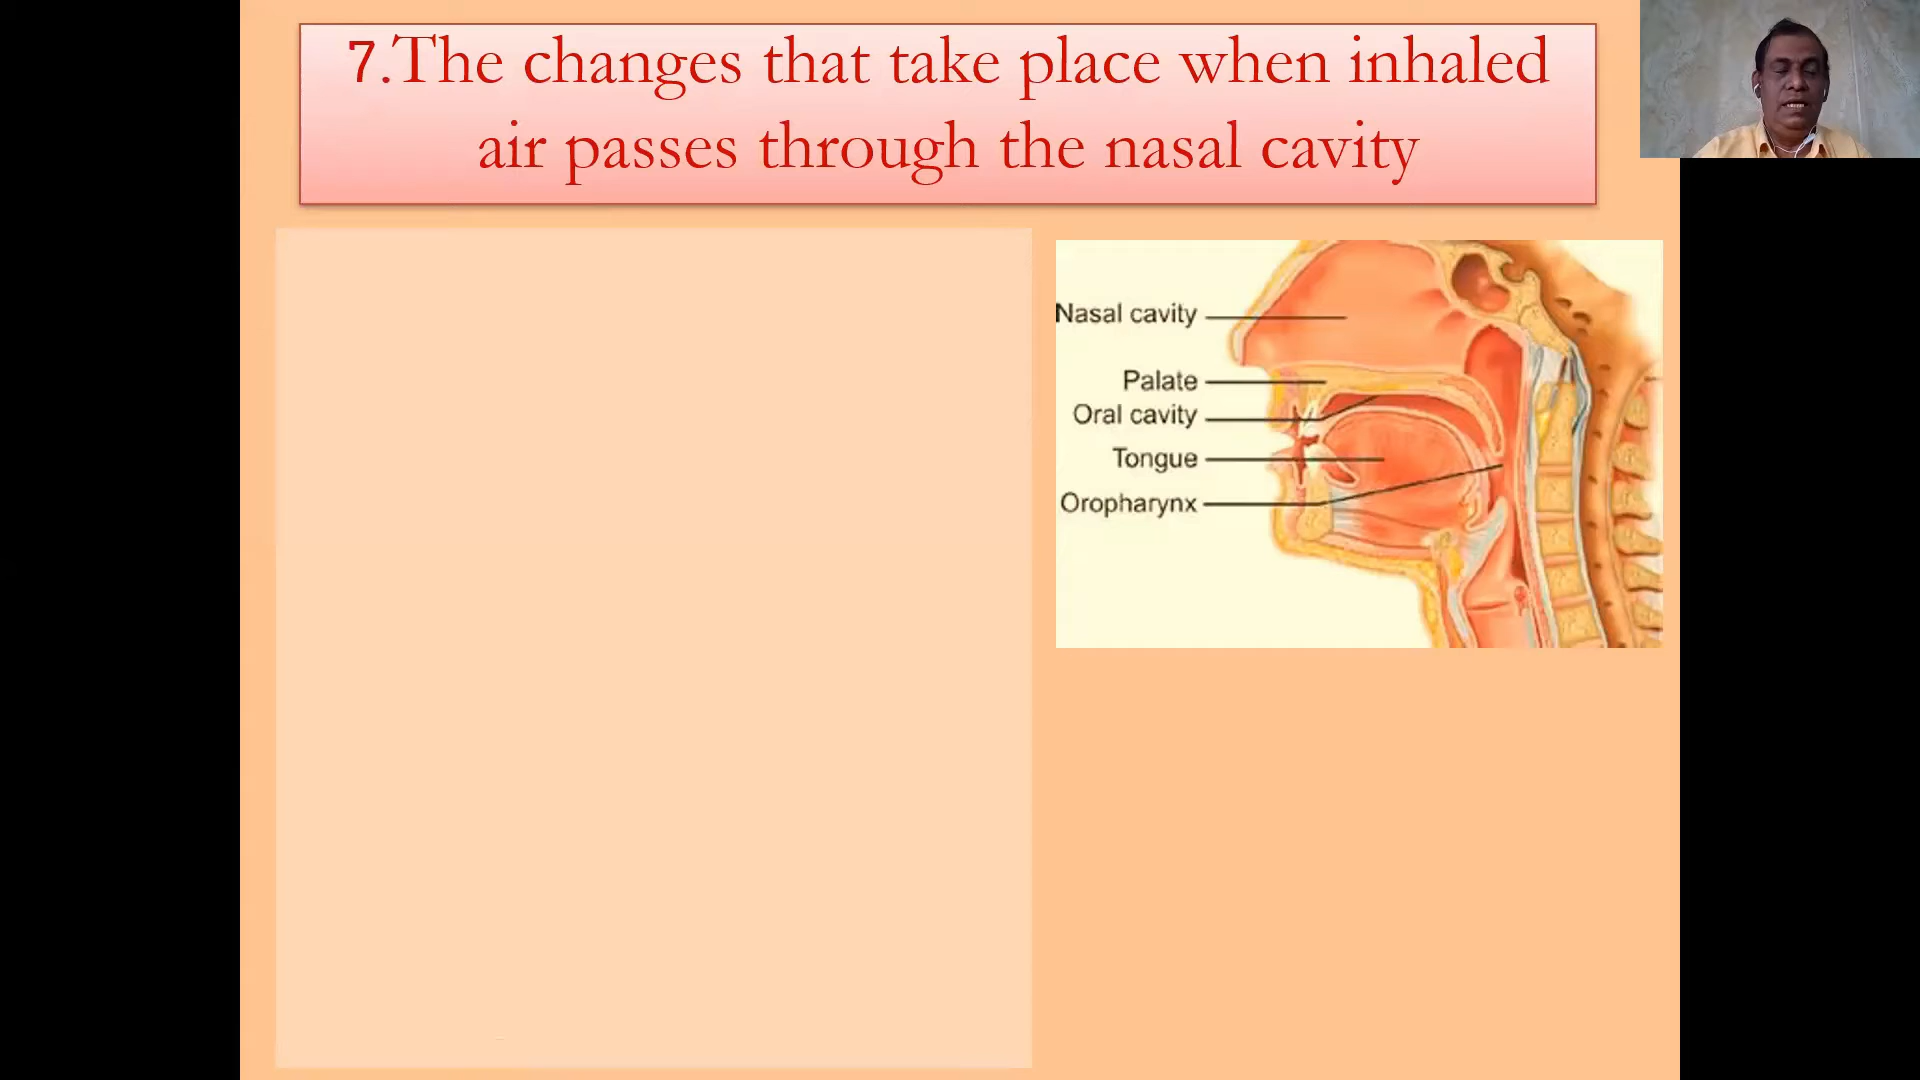 7.The changes that take place when inhaled
air passes through the nasal cavity
Nasal cavity
Palate
Oral cavity
Tongue
Oropharynx